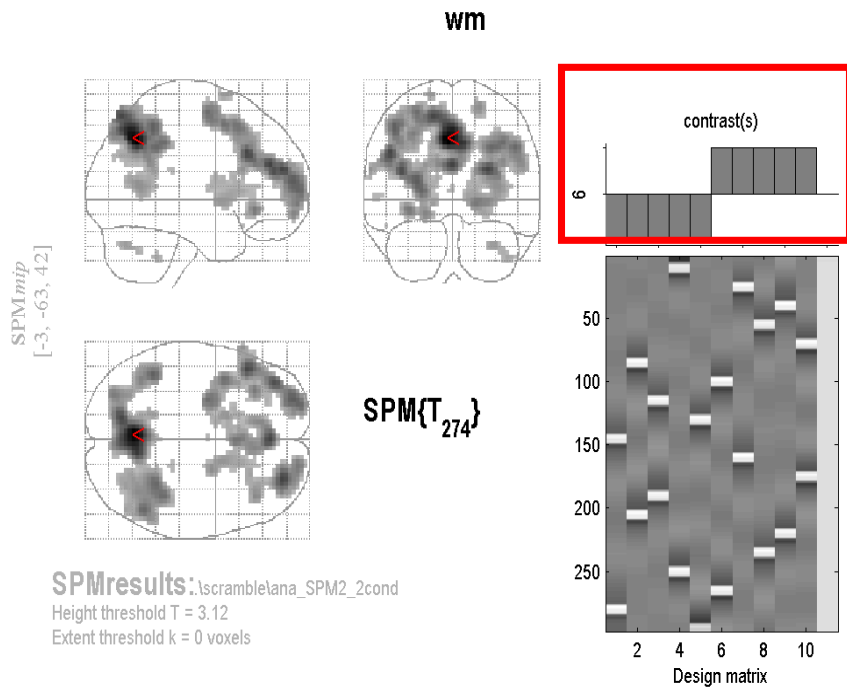 wm
SPMmip
[-3, -63, 42]
<
<
<
SPM{T274}
SPMresults:.\scramble\ana_SPM2_2cond
Height threshold T = 3.12
Extent threshold k = 0 voxels
contrast(s)
6
50
100
150
200
250
2 4 6 8 10
Design matrix